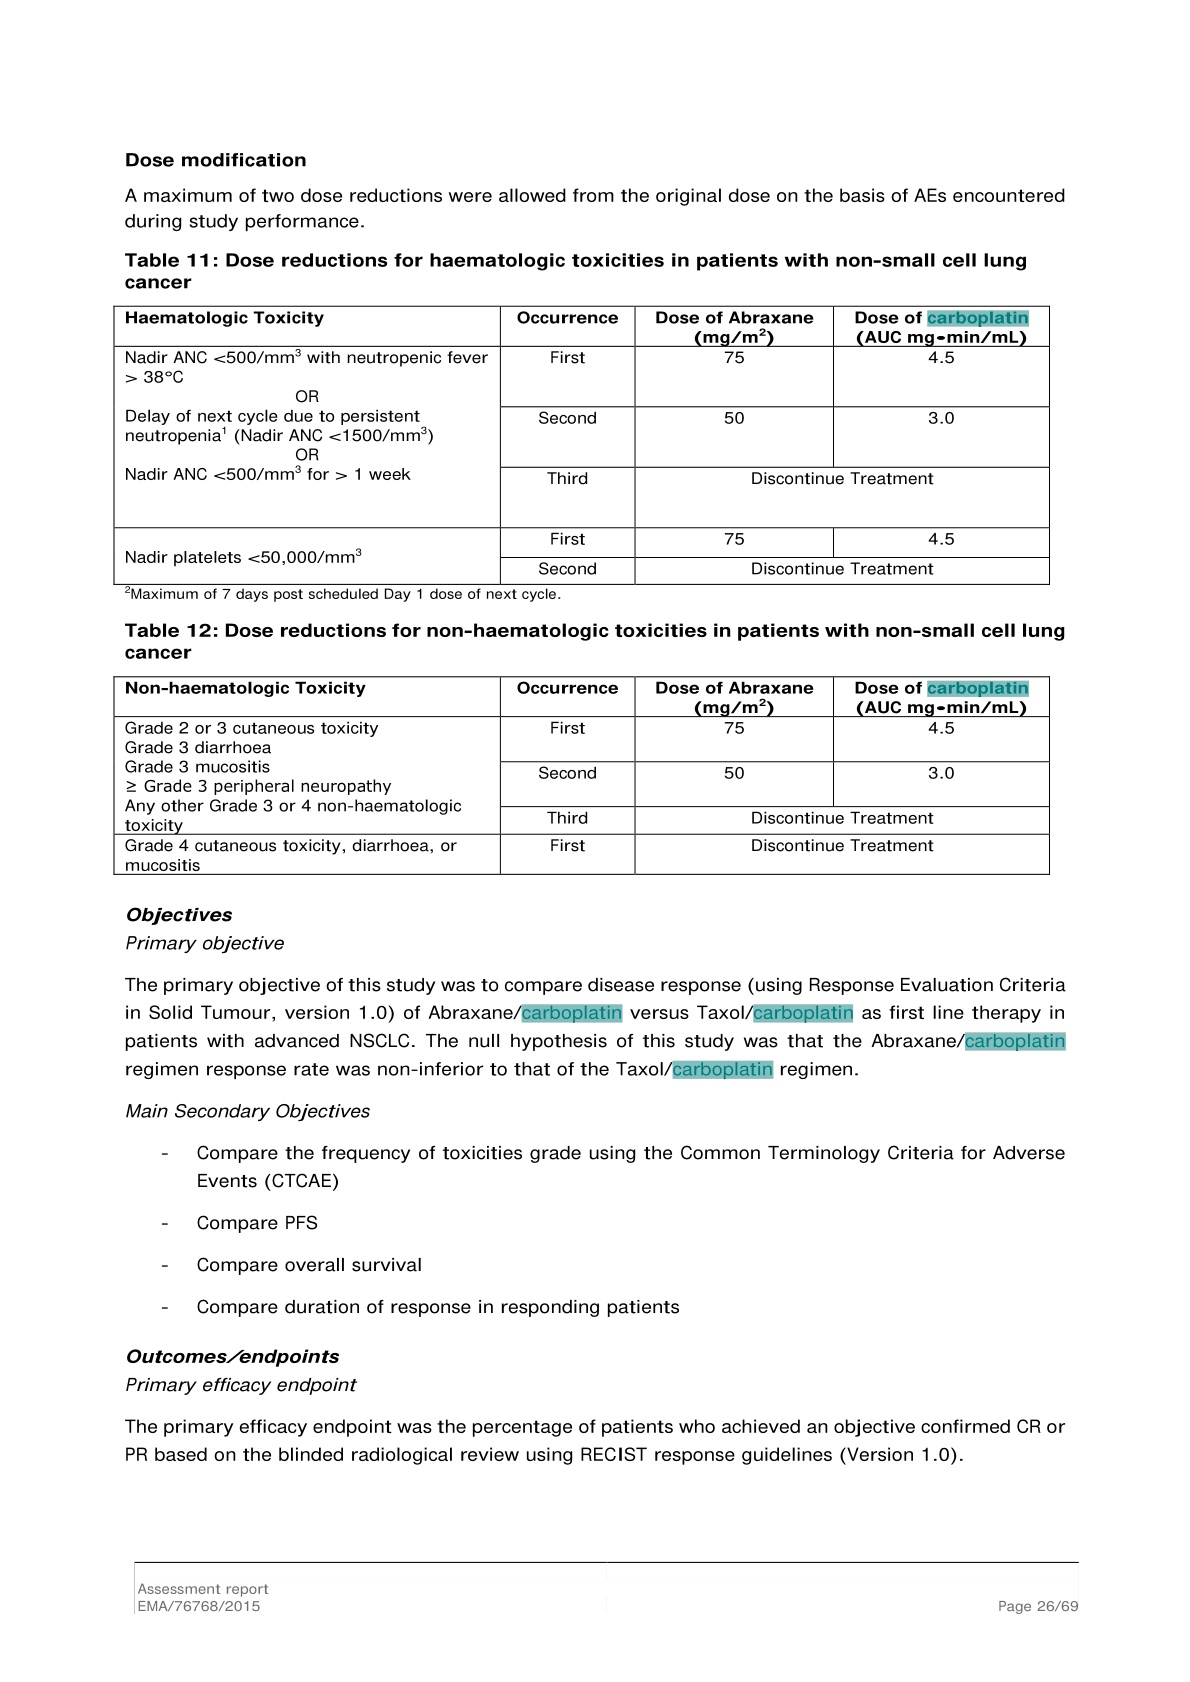 Dose modification
A maximum of two dose reductions were allowed from the original dose on the basis of AEs encountered
during study performance.
Table 11: Dose reductions for haematologic toxicities in patients with non-small cell lung
cancer
Haematologic Toxicity Occurrence Dose of Abraxane (mg/m²) Dose of carboplatin (AUC mg•min/mL)
Nadir ANC <500/mm³ with neutropenic fever
> 38°C
OR
Delay of next cycle due to persistent
neutropenia¹ (Nadir ANC <1500/mm³)
OR
Nadir ANC <500/mm³ for > 1 week
First 75 4.5
Second 50 3.0
Third Discontinue Treatment
Nadir platelets <50,000/mm³
First 75 4.5
Second Discontinue Treatment
²Maximum of 7 days post scheduled Day 1 dose of next cycle.
Table 12: Dose reductions for non-haematologic toxicities in patients with non-small cell lung
cancer
Non-haematologic Toxicity Occurrence Dose of Abraxane (mg/m²) Dose of carboplatin (AUC mg•min/mL)
Grade 2 or 3 cutaneous toxicity
Grade 3 diarrhoea
Grade 3 mucositis
≥ Grade 3 peripheral neuropathy
Any other Grade 3 or 4 non-haematologic
toxicity
First 75 4.5
Second 50 3.0
Third Discontinue Treatment
Grade 4 cutaneous toxicity, diarrhoea, or
mucositis
First Discontinue Treatment
Objectives
Primary objective
The primary objective of this study was to compare disease response (using Response Evaluation Criteria
in Solid Tumour, version 1.0) of Abraxane/carboplatin versus Taxol/carboplatin as first line therapy in
patients with advanced NSCLC. The null hypothesis of this study was that the Abraxane/carboplatin
regimen response rate was non-inferior to that of the Taxol/carboplatin regimen.
Main Secondary Objectives
- Compare the frequency of toxicities grade using the Common Terminology Criteria for Adverse
Events (CTCAE)
- Compare PFS
- Compare overall survival
- Compare duration of response in responding patients
Outcomes/endpoints
Primary efficacy endpoint
The primary efficacy endpoint was the percentage of patients who achieved an objective confirmed CR or
PR based on the blinded radiological review using RECIST response guidelines (Version 1.0).
Assessment report
EMA/76768/2015 Page 26/69